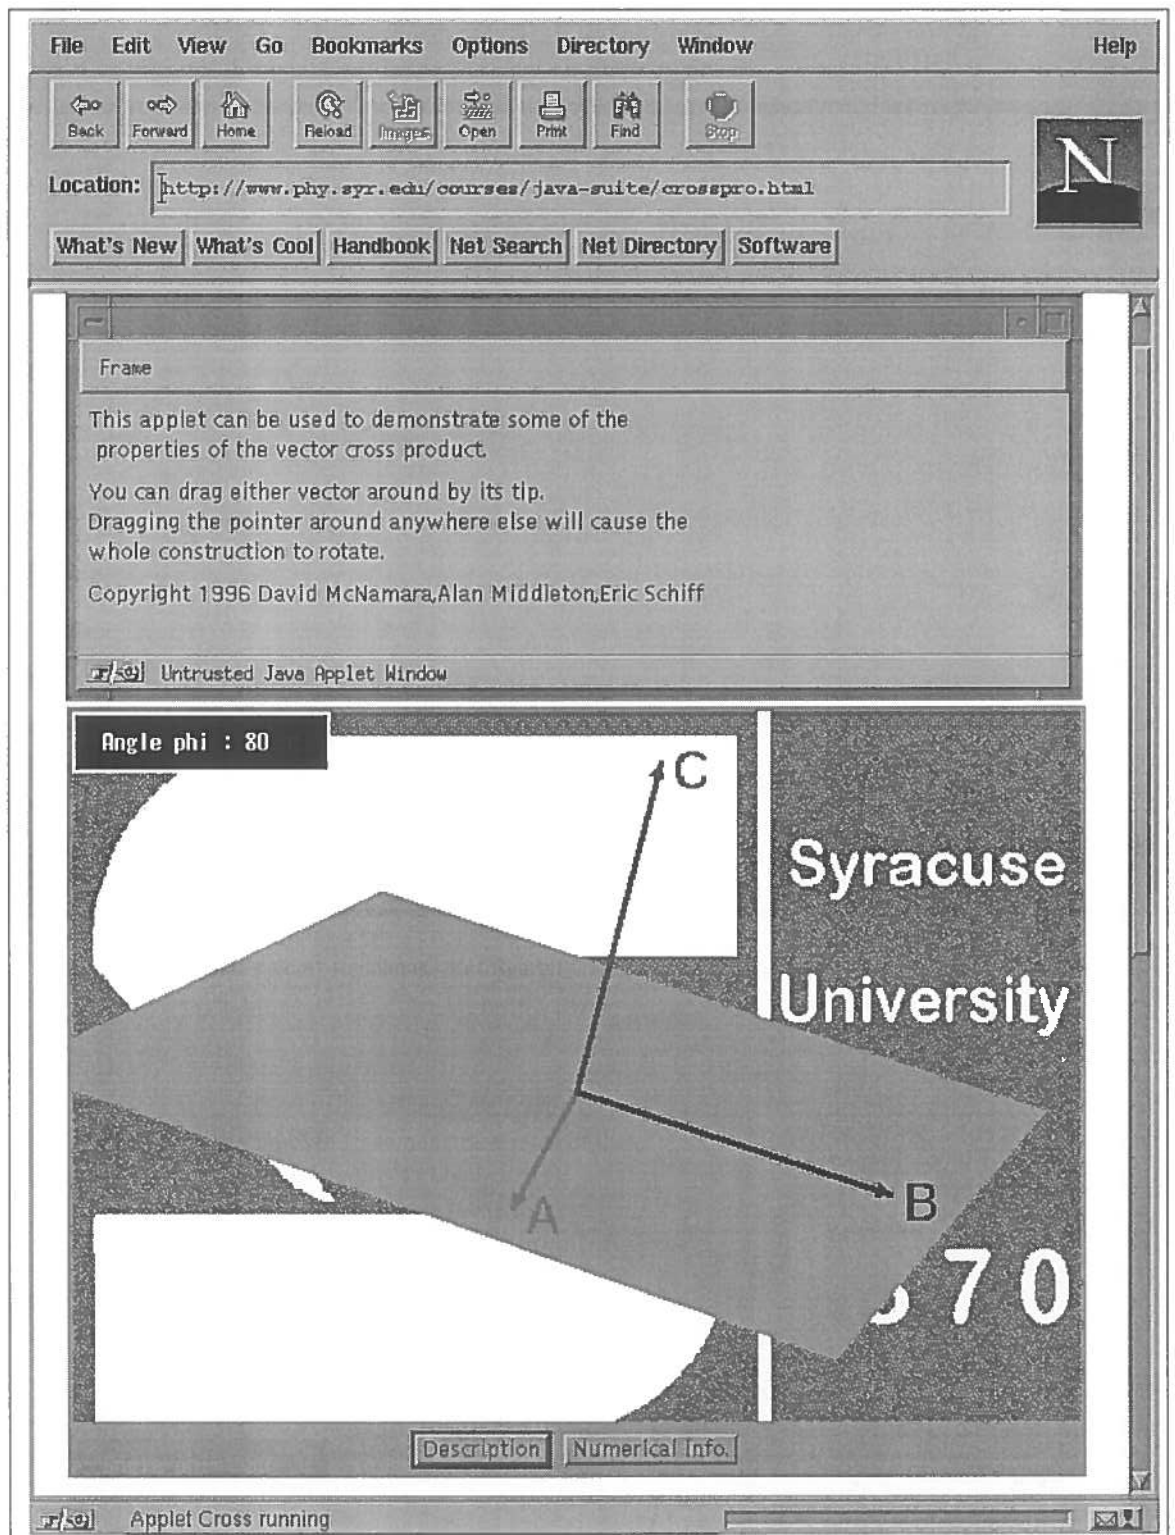 File Edit View Go Bookmarks Options Directory Window Help
Back Forward Home Reload Images Open Print Find Stop
N
Location: http://www.phy.syr.edu/courses/java-suite/crosspro.html
What's New What's Cool Handbook Net Search Net Directory Software
Frame
This applet can be used to demonstrate some of the
properties of the vector cross product.
You can drag either vector around by its tip.
Dragging the pointer around anywhere else will cause the
whole construction to rotate.
Copyright 1996 David McNamara,Alan Middleton,Eric Schiff
Untrusted Java Applet Window
Angle phi : 80
C
Syracuse
University
A
B
7 0
Description Numerical Info.
Applet Cross running